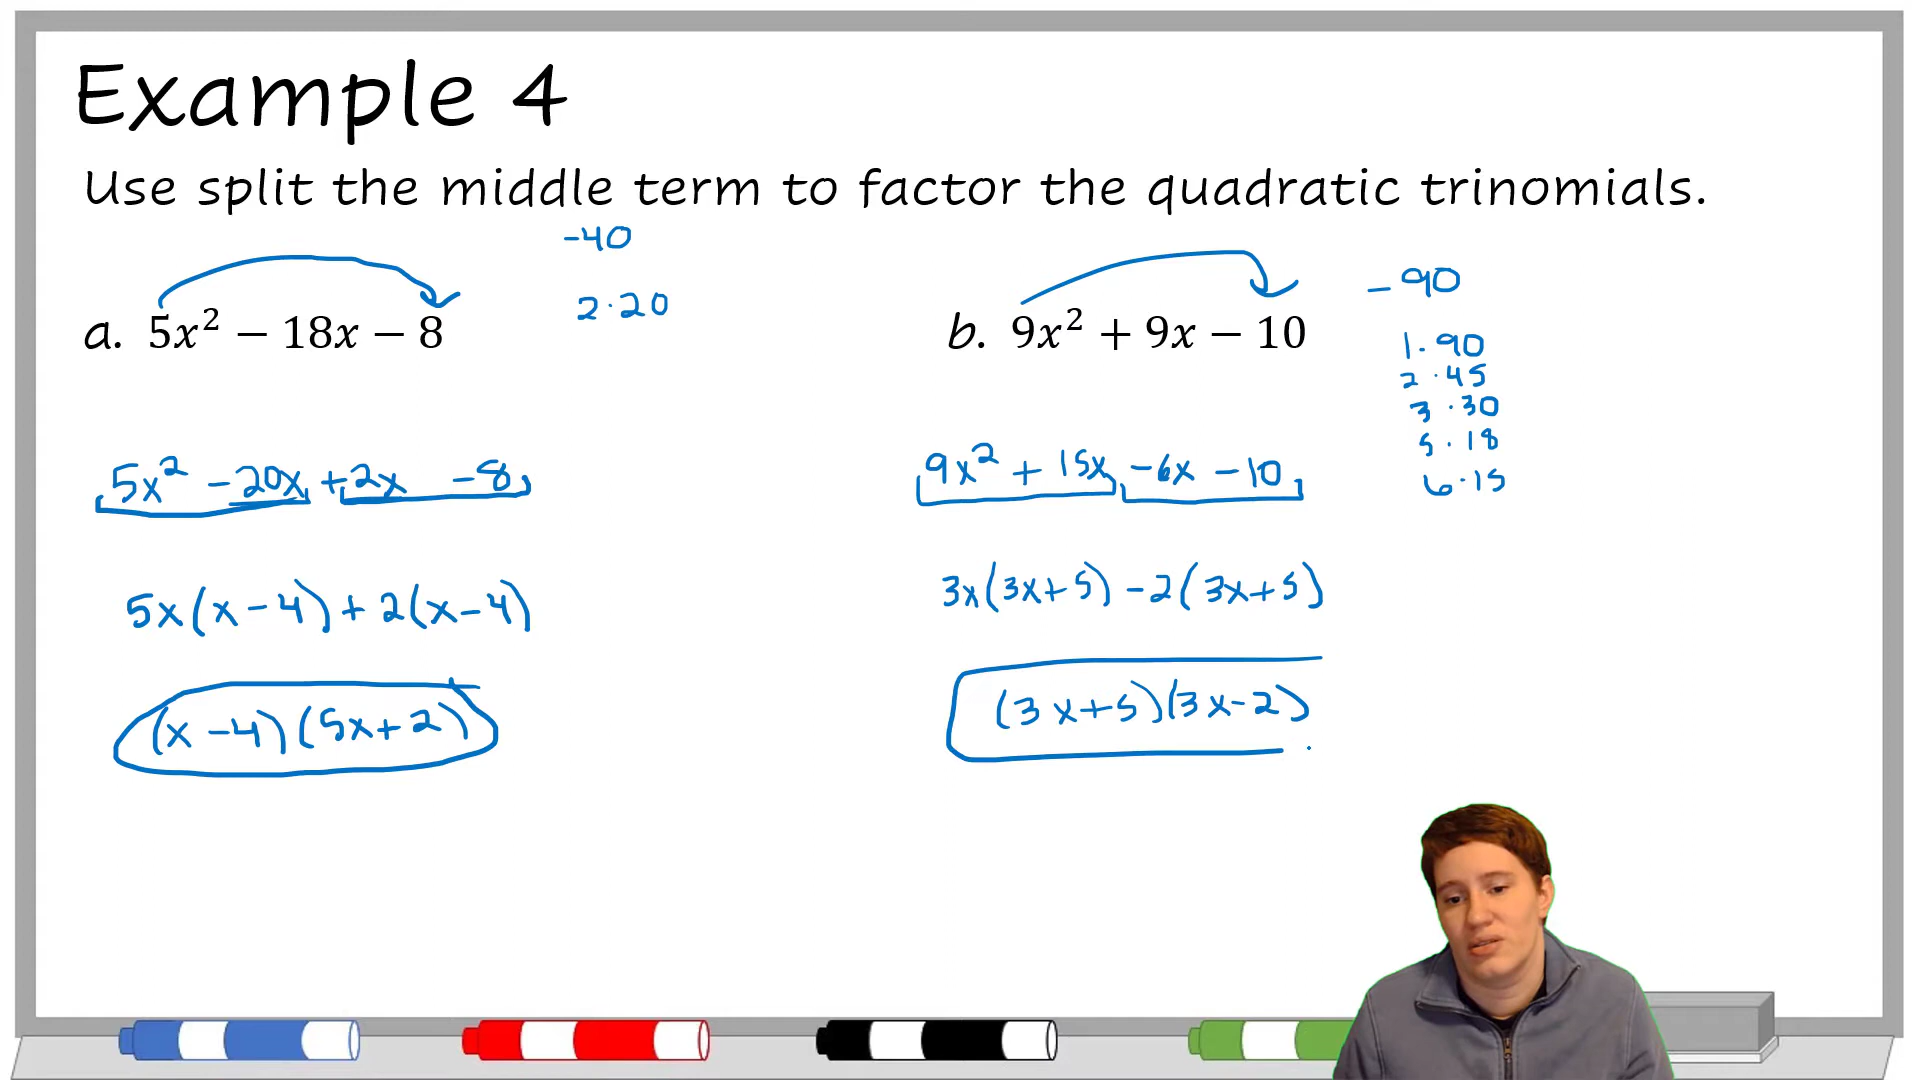 Example 4
Use split the middle term to factor the quadratic trinomials.
-40
2·20
a. 5x² − 18x − 8
5x² − 20x + 2x − 8
5x(x − 4) + 2(x − 4)
(x − 4)(5x + 2)
b. 9x² + 9x − 10
-90
1·90
2·45
3·30
5·18
6·15
9x² + 15x − 6x − 10
3x(3x + 5) − 2(3x + 5)
(3x + 5)(3x − 2)